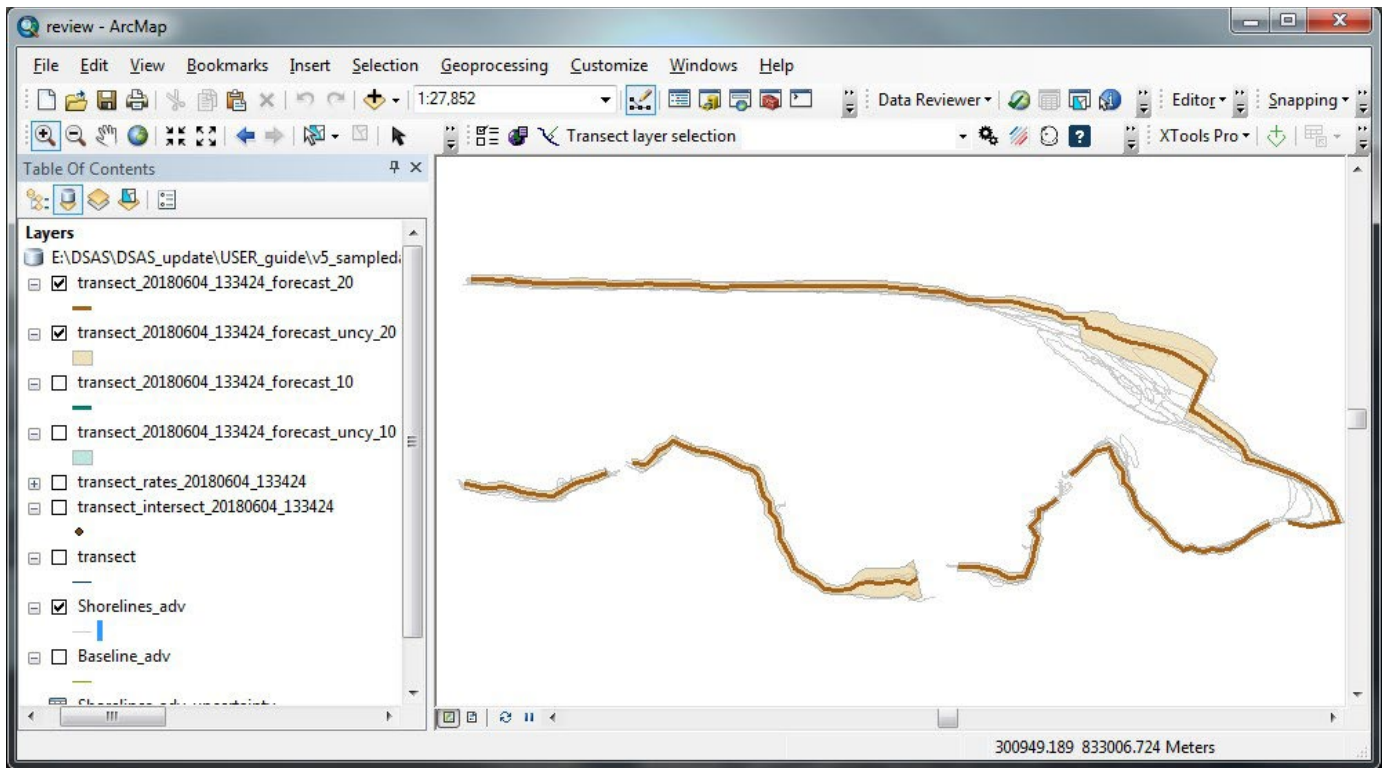 review - ArcMap
File Edit View Bookmarks Insert Selection Geoprocessing Customize Windows Help
1:27,852 Data Reviewer Editor Snapping
Transect layer selection XTools Pro
Table Of Contents
Layers
E:\DSAS\DSAS_update\USER_guide\v5_sampled
transect_20180604_133424_forecast_20
transect_20180604_133424_forecast_uncy_20
transect_20180604_133424_forecast_10
transect_20180604_133424_forecast_uncy_10
transect_rates_20180604_133424
transect_intersect_20180604_133424
transect
Shorelines_adv
Baseline_adv
300949.189 833006.724 Meters